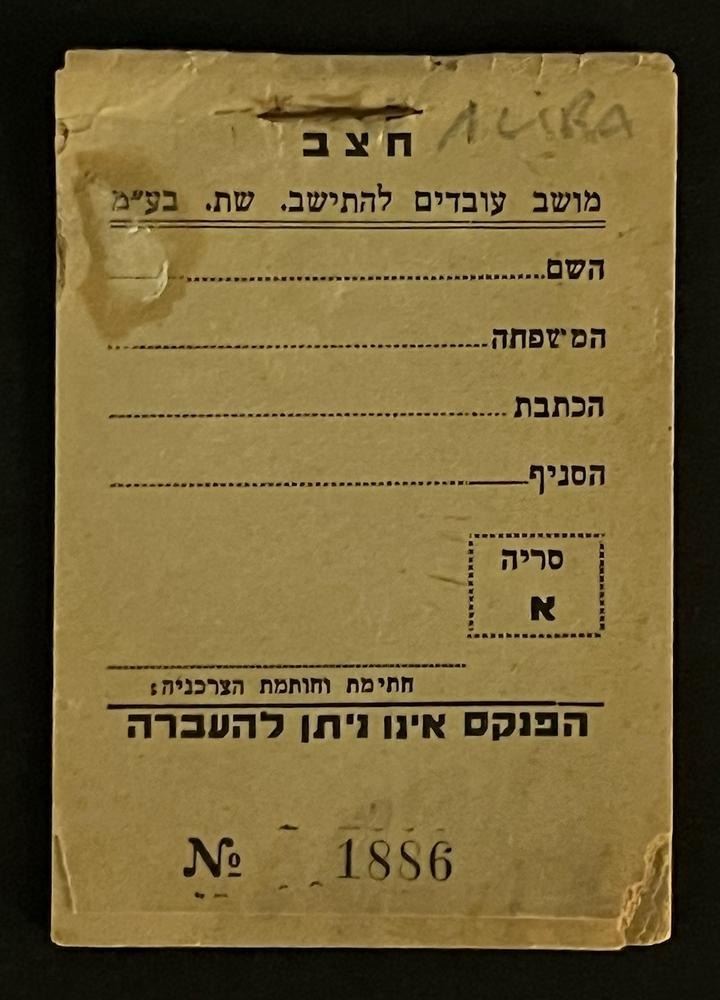 חצב
מושב עובדים להתישב. שת. בע"מ
השם
המשפחה
הכתבת
הסניף
סריה
א
חתימת וחותמת הצרכניה:
הפנקס אינו ניתן להעברה
№ 1886